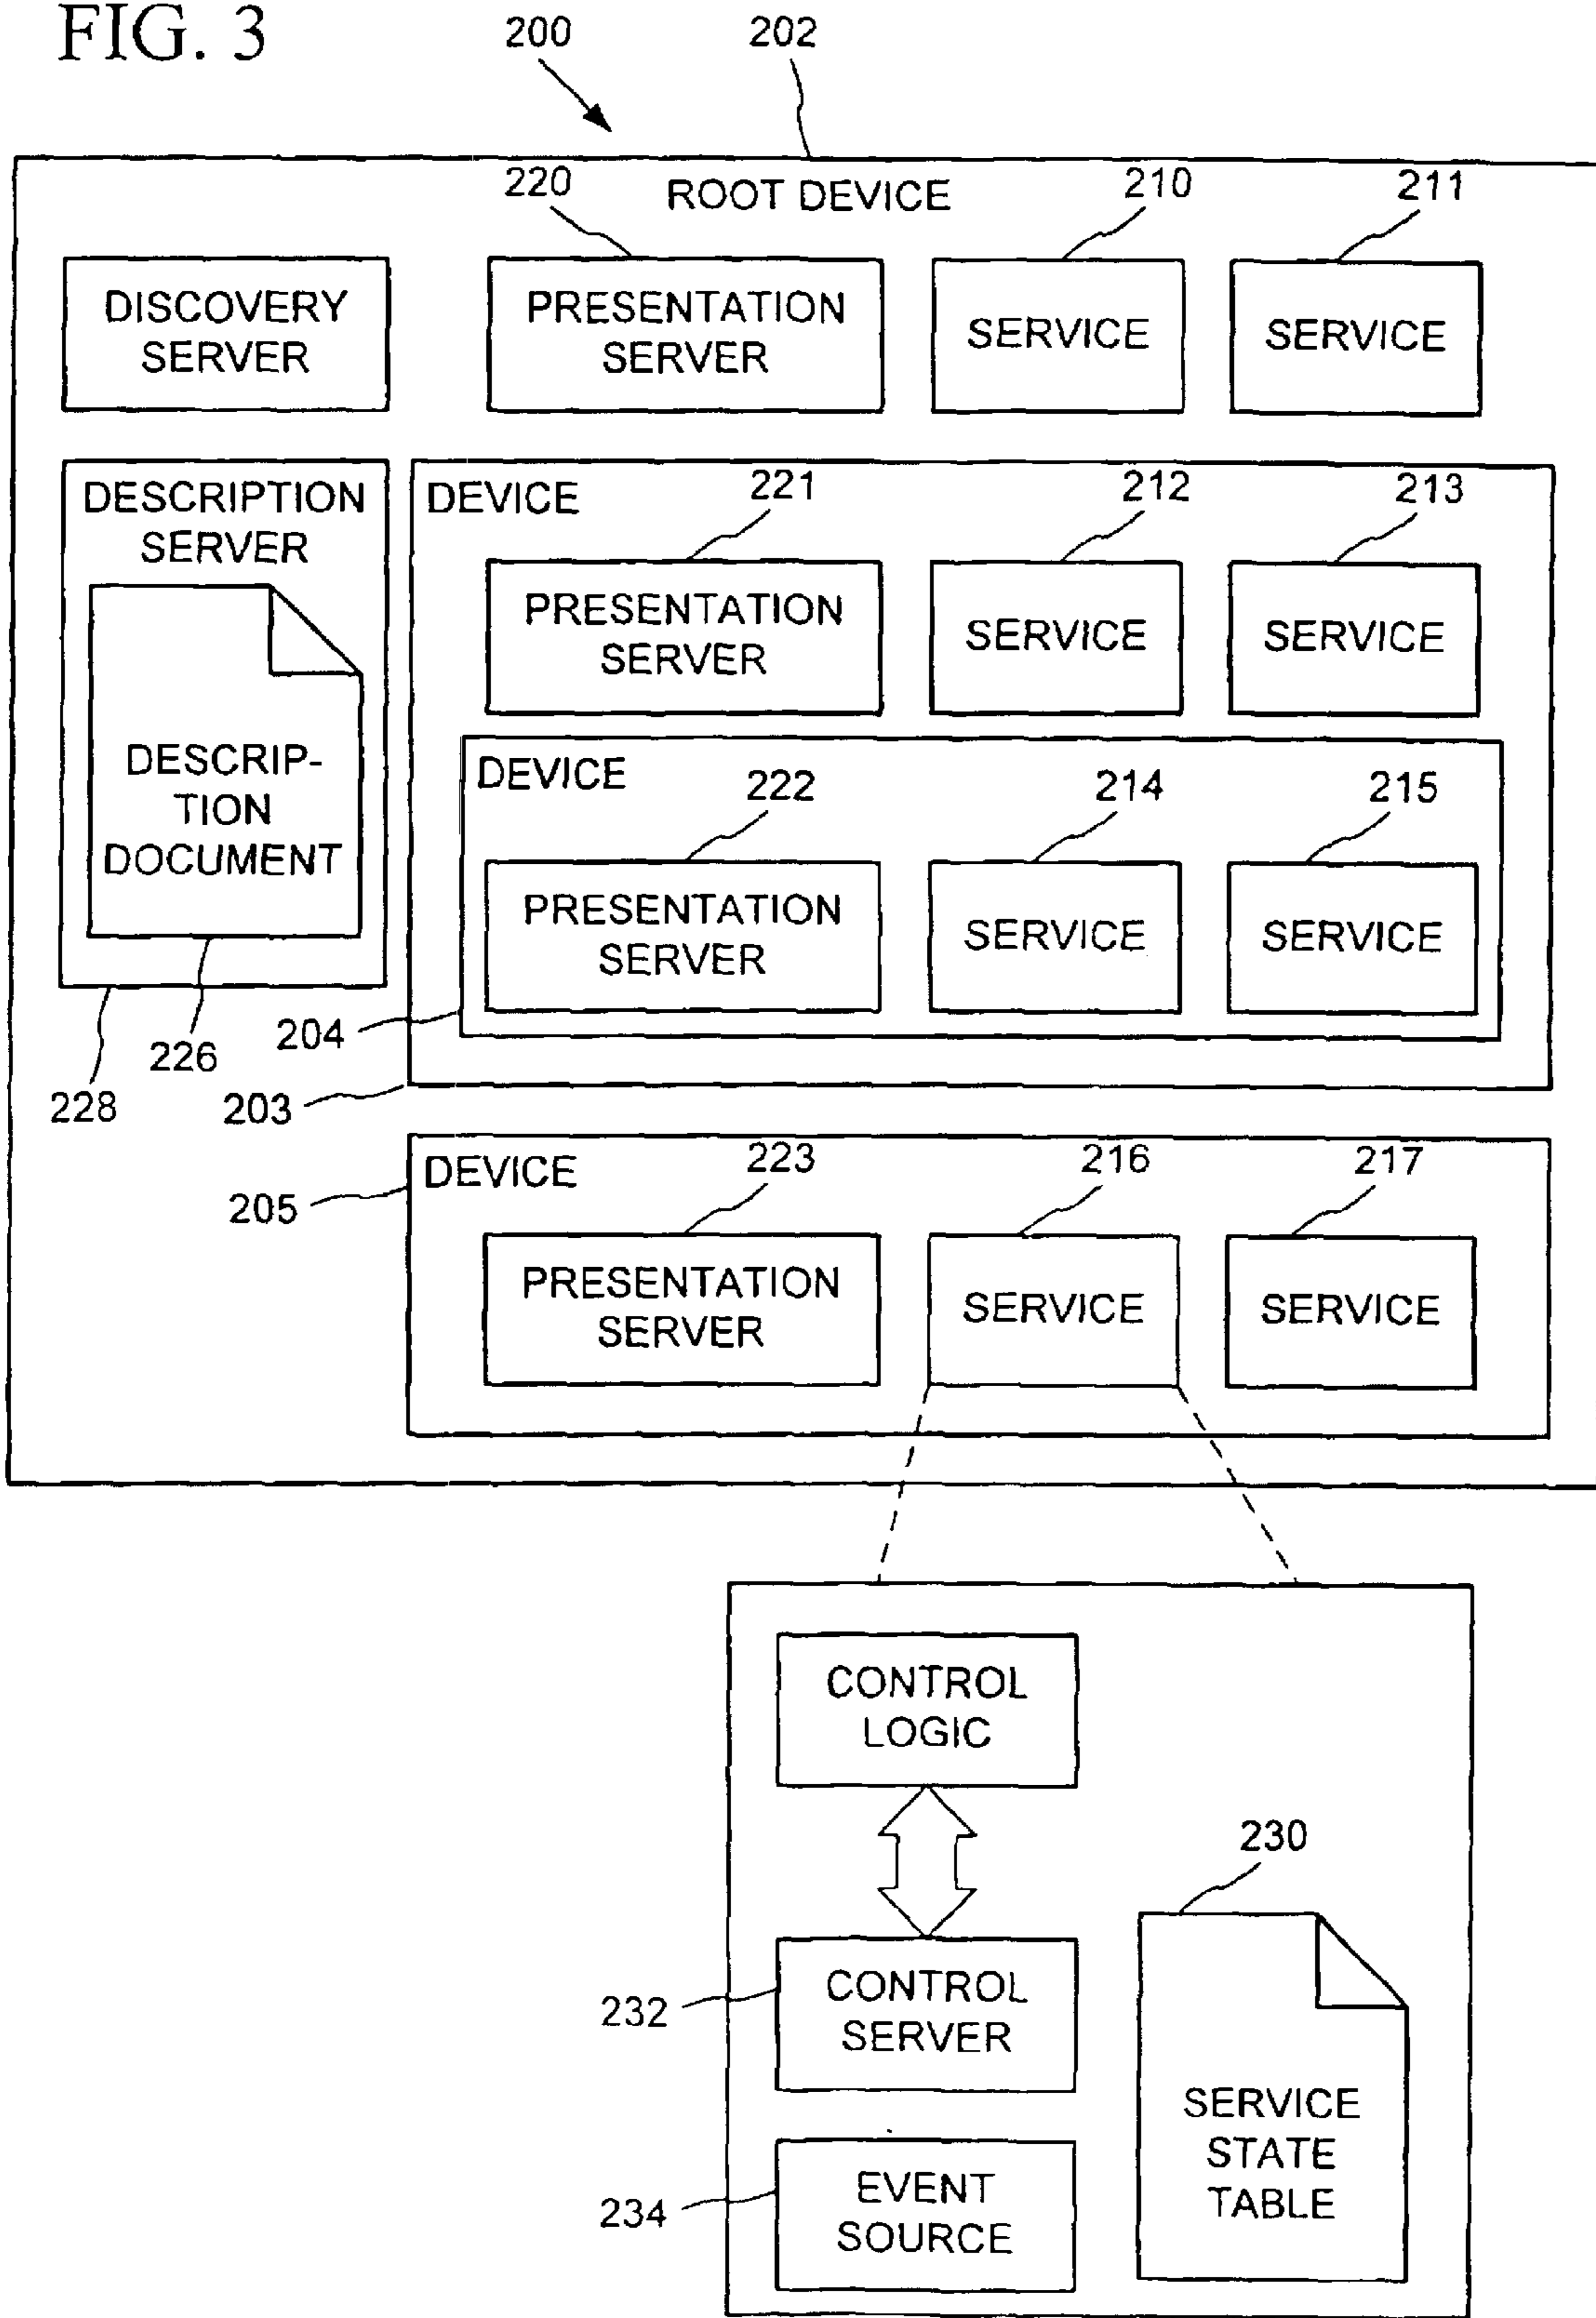 FIG. 3
200
202
ROOT DEVICE
220
210
211
DISCOVERY
SERVER
PRESENTATION
SERVER
SERVICE
SERVICE
DESCRIPTION
SERVER
DESCRIP-
TION
DOCUMENT
226
228
DEVICE
221
212
213
PRESENTATION
SERVER
SERVICE
SERVICE
DEVICE
222
214
215
PRESENTATION
SERVER
SERVICE
SERVICE
204
203
DEVICE
205
223
216
217
PRESENTATION
SERVER
SERVICE
SERVICE
CONTROL
LOGIC
230
232
CONTROL
SERVER
234
EVENT
SOURCE
SERVICE
STATE
TABLE